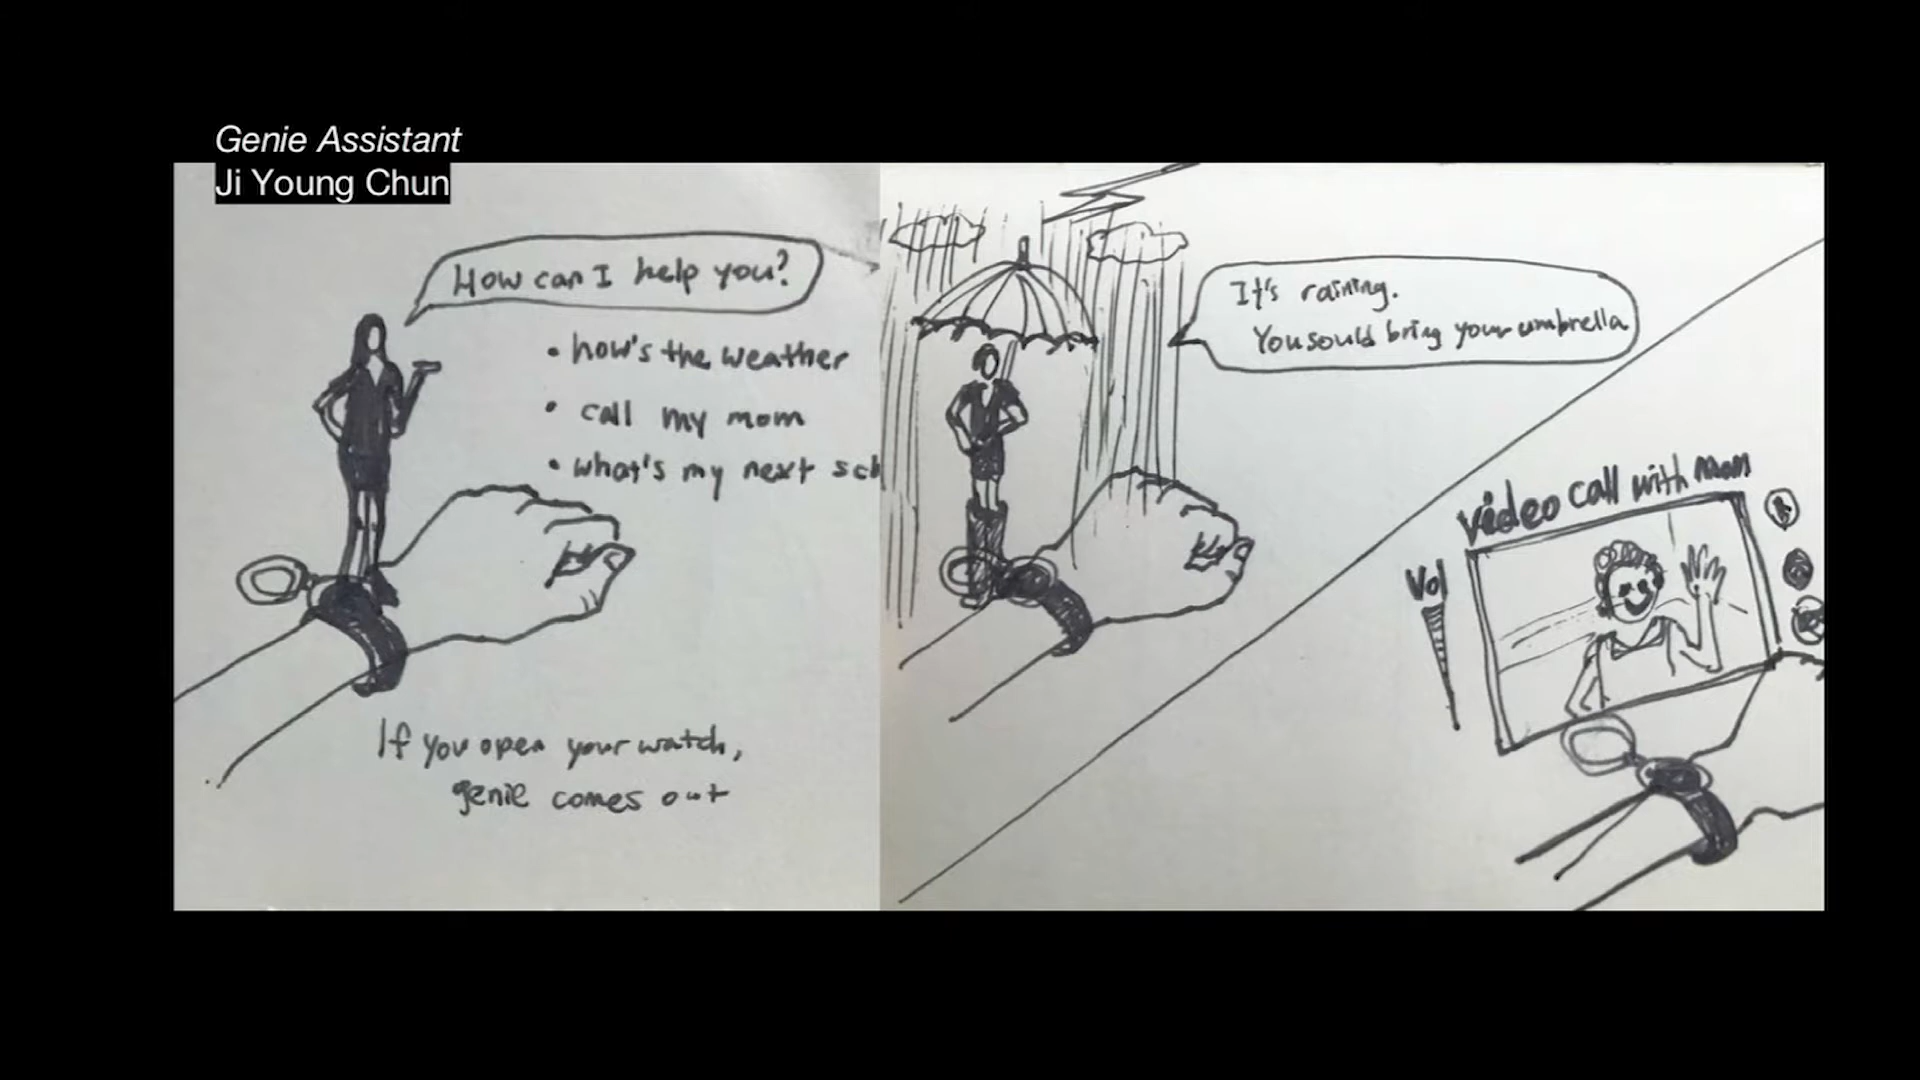 Genie Assistant
Ji Young Chun
How can I help you?
• how's the weather
• call my mom
• what's my next sch
If you open your watch,
genie comes out
It's raining.
You sould bring your umbrella
video call with mom
Vol